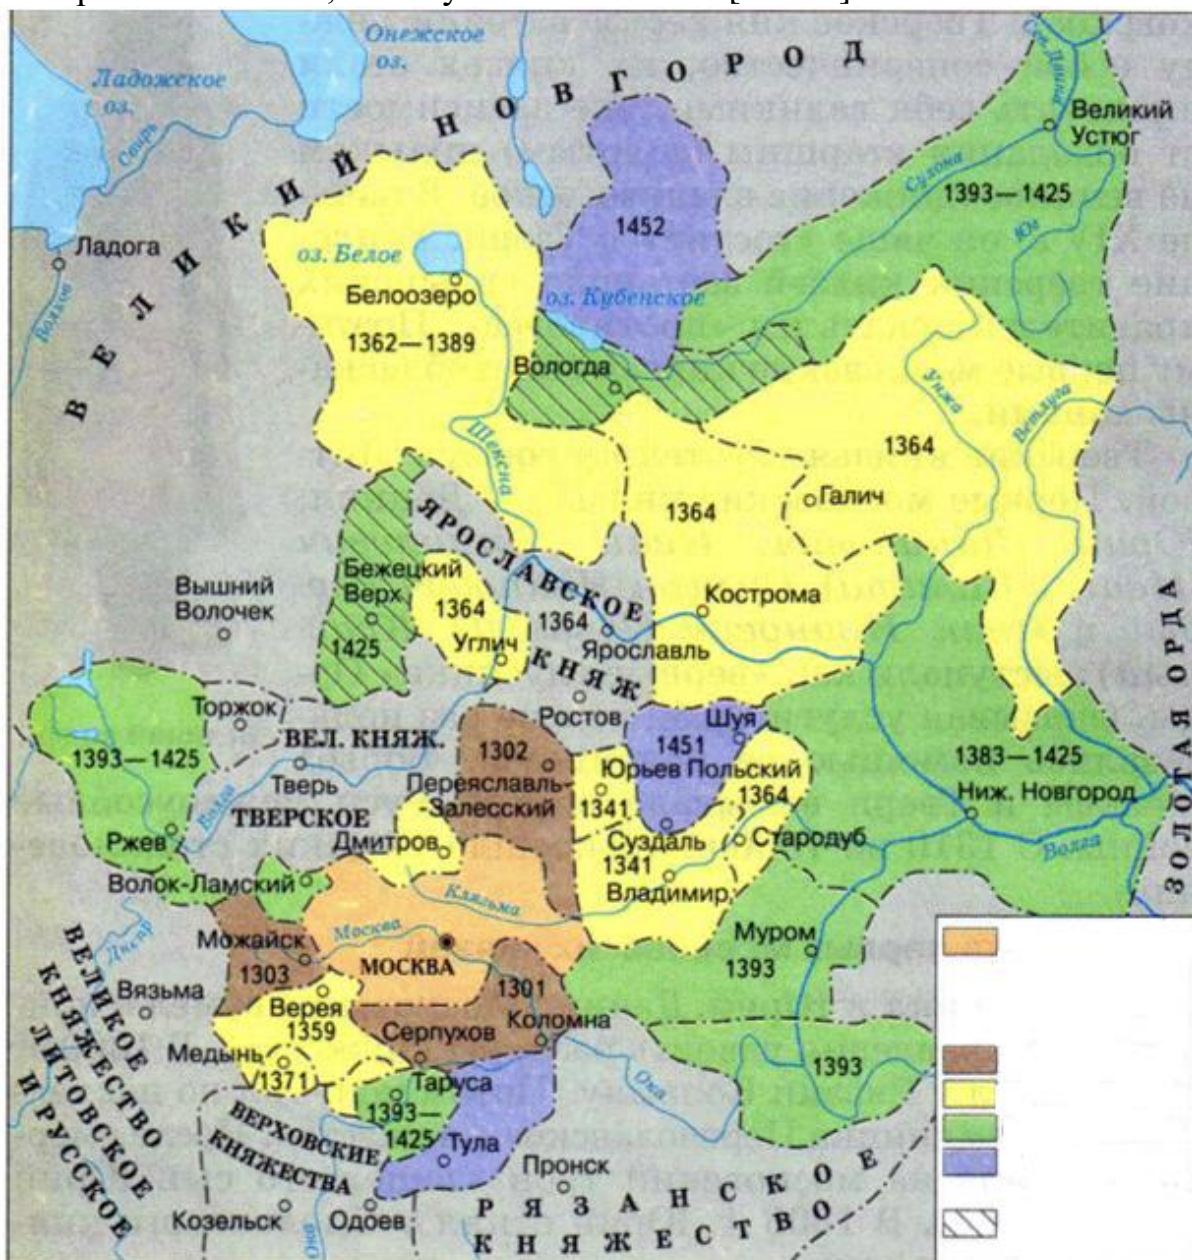 Онежское
оз.
Ладожское
оз.
Свирь
ВЕЛИКИЙ НОВГОРОД
Сев. Двина
Великий
Устюг
Сухона
1393—1425
Юг
1452
Ладога
Волхов
оз. Белое
Белоозеро
1362—1389
оз. Кубенское
Вологда
Унжа
Ветлуга
Шексна
1364
Галич
1364
ЯРОСЛАВСКОЕ
КНЯЖ
Бежецкий
Верх
1425
1364
Углич
1364
Ярославль
Кострома
Вышний
Волочек
ЗОЛОТАЯ ОРДА
Торжок
Ростов
1393—1425
ВЕЛ. КНЯЖ.
Тверь
ТВЕРСКОЕ
Волга
Ржев
1302
Переяславль-
-Залесский
Шуя
1451
Юрьев Польский
1341
1364
1383—1425
Ниж. Новгород
Волга
Дмитров
Суздаль
1341
Стародуб
Владимир
Волок-Ламский
Клязьма
Москва
Можайск
1303
МОСКВА
1301
Муром
1393
Днепр
Вязьма
Верея
1359
Серпухов
Коломна
Медынь
1371
Таруса
1393—
1425
Ока
1393
ВЕЛИКОЕ
КНЯЖЕСТВО
ЛИТОВСКОЕ
И РУССКОЕ
ВЕРХОВСКИЕ
КНЯЖЕСТВА
Тула
Пронск
Козельск
Одоев
Ока
РЯЗАНСКОЕ
КНЯЖЕСТВО